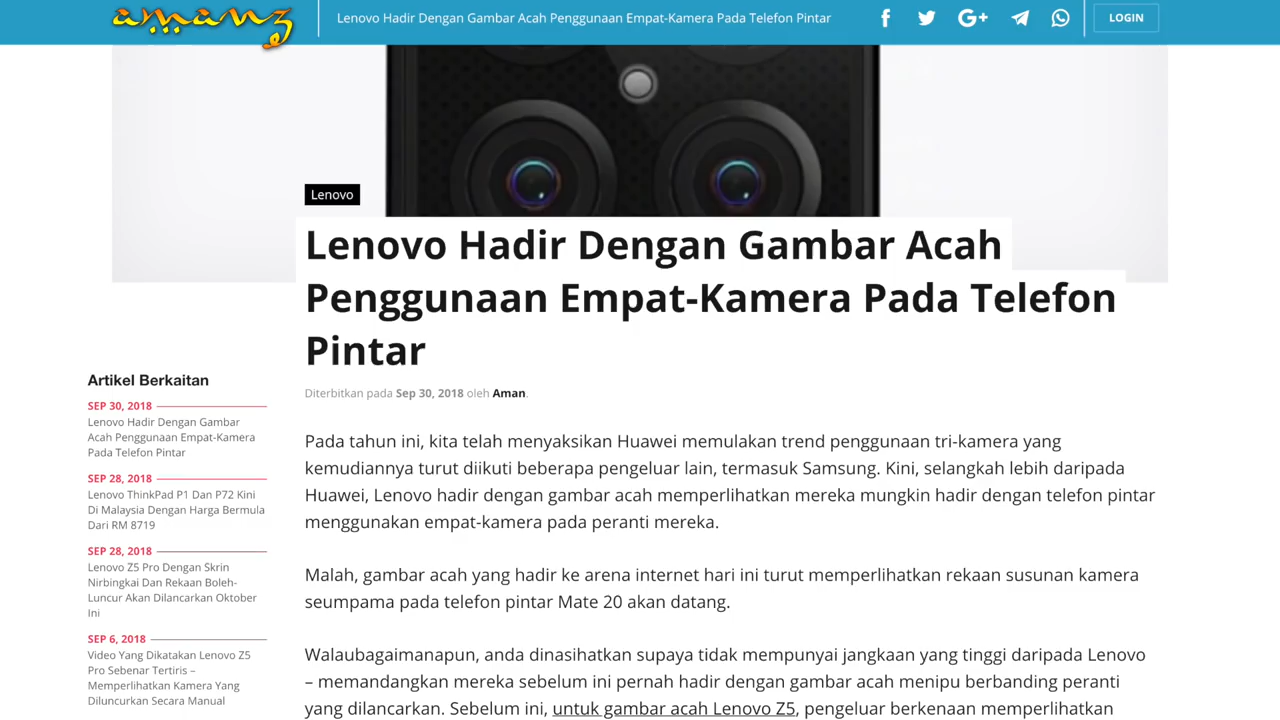 amanz
Lenovo Hadir Dengan Gambar Acah Penggunaan Empat-Kamera Pada Telefon Pintar
LOGIN
Lenovo
Lenovo Hadir Dengan Gambar Acah
Penggunaan Empat-Kamera Pada Telefon
Pintar
Diterbitkan pada Sep 30, 2018 oleh Aman.
Artikel Berkaitan
SEP 30, 2018
Lenovo Hadir Dengan Gambar
Acah Penggunaan Empat-Kamera
Pada Telefon Pintar
SEP 28, 2018
Lenovo ThinkPad P1 Dan P72 Kini
Di Malaysia Dengan Harga Bermula
Dari RM 8719
SEP 28, 2018
Lenovo Z5 Pro Dengan Skrin
Nirbingkai Dan Rekaan Boleh-
Luncur Akan Dilancarkan Oktober
Ini
SEP 6, 2018
Video Yang Dikatakan Lenovo Z5
Pro Sebenar Tertiris –
Memperlihatkan Kamera Yang
Diluncurkan Secara Manual
Pada tahun ini, kita telah menyaksikan Huawei memulakan trend penggunaan tri-kamera yang
kemudiannya turut diikuti beberapa pengeluar lain, termasuk Samsung. Kini, selangkah lebih daripada
Huawei, Lenovo hadir dengan gambar acah memperlihatkan mereka mungkin hadir dengan telefon pintar
menggunakan empat-kamera pada peranti mereka.
Malah, gambar acah yang hadir ke arena internet hari ini turut memperlihatkan rekaan susunan kamera
seumpama pada telefon pintar Mate 20 akan datang.
Walaubagaimanapun, anda dinasihatkan supaya tidak mempunyai jangkaan yang tinggi daripada Lenovo
– memandangkan mereka sebelum ini pernah hadir dengan gambar acah menipu berbanding peranti
yang dilancarkan. Sebelum ini, untuk gambar acah Lenovo Z5, pengeluar berkenaan memperlihatkan